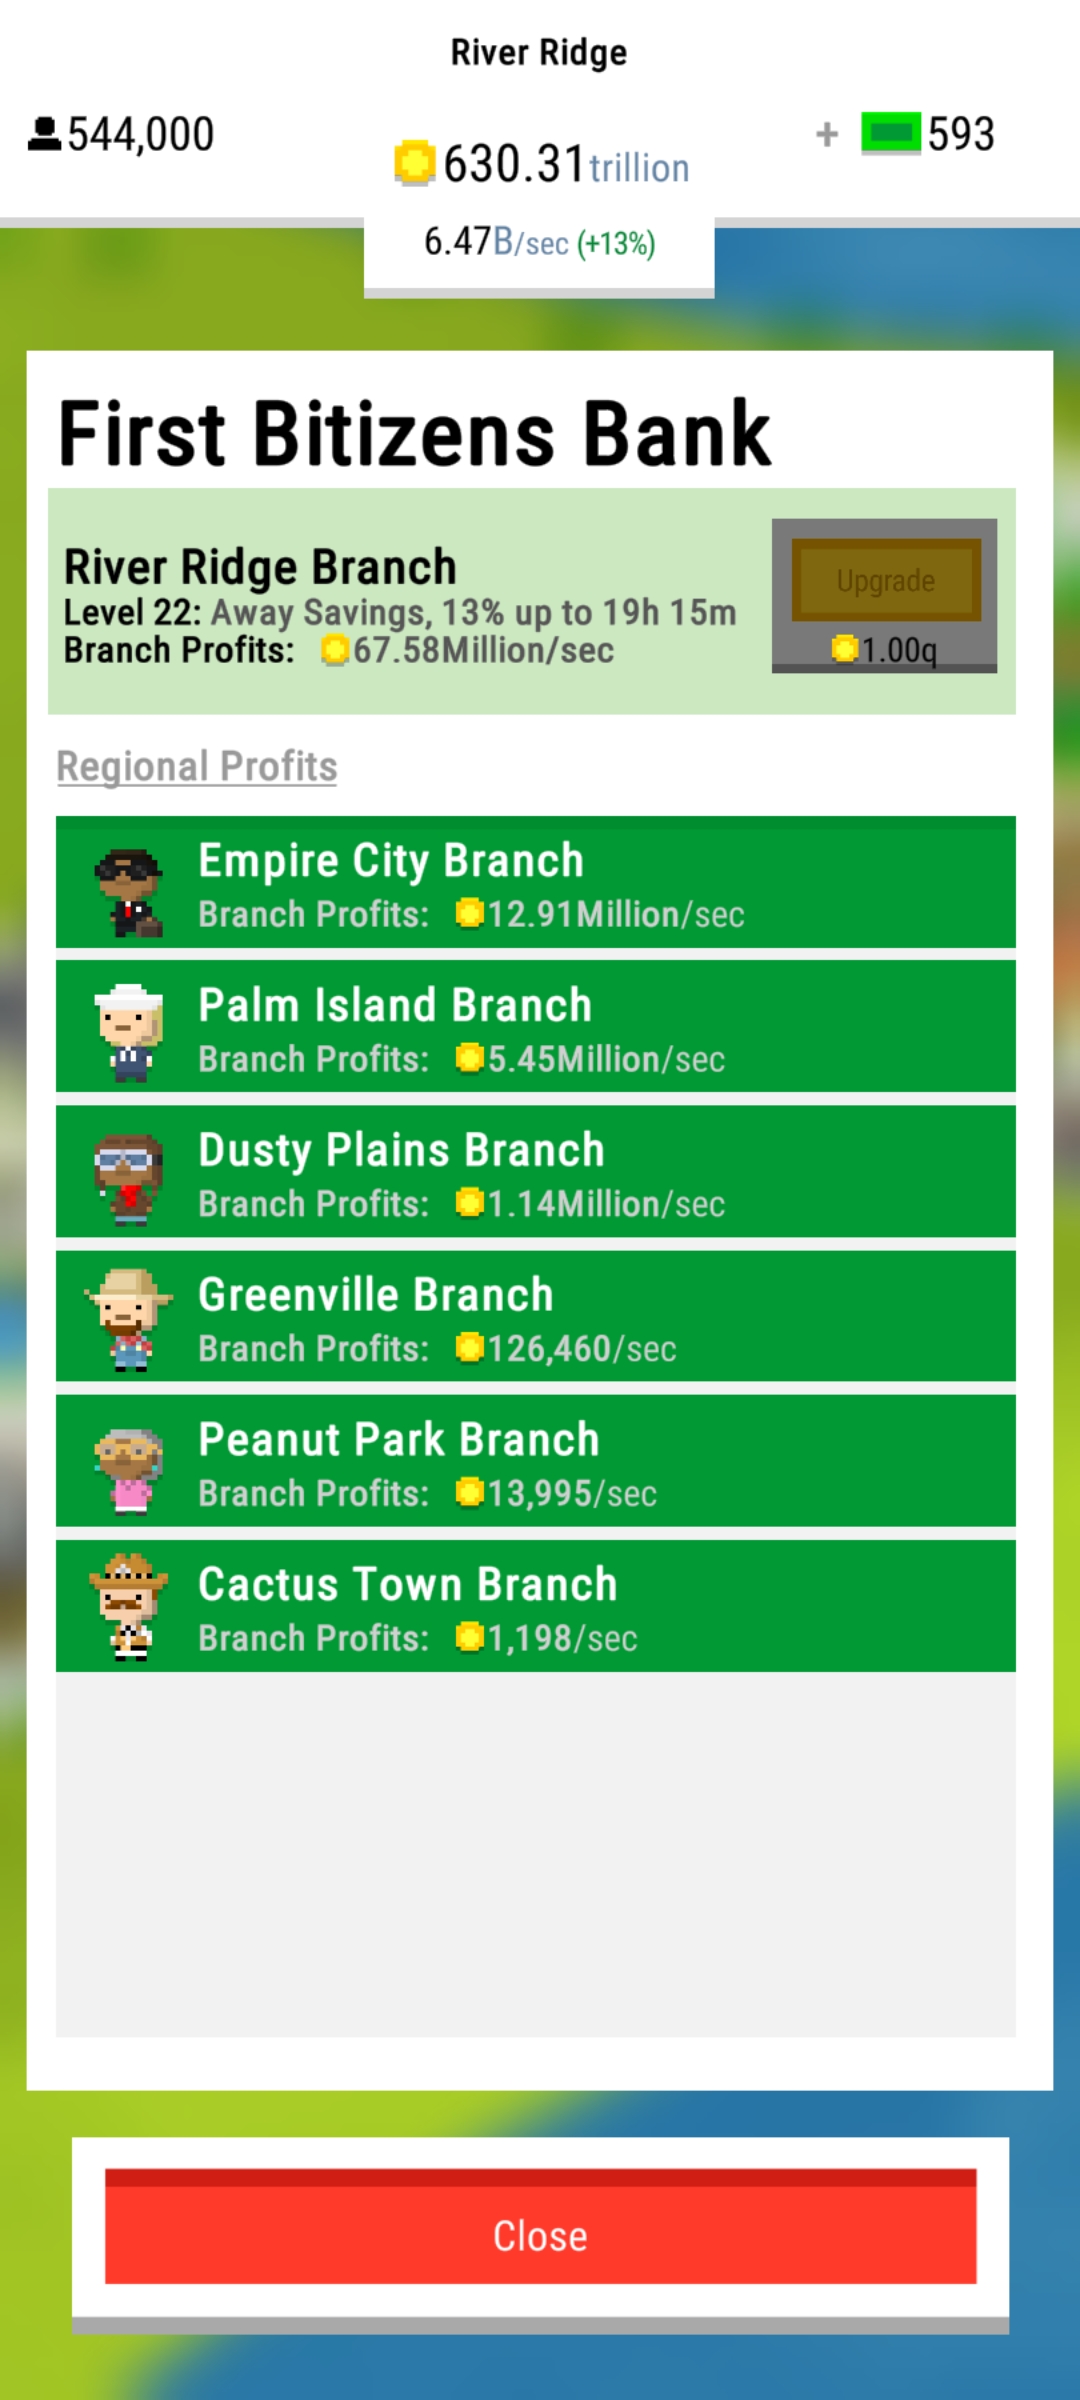 River Ridge
544,000
630.31trillion
+ 593
6.47B/sec (+13%)
First Bitizens Bank
River Ridge Branch
Level 22: Away Savings, 13% up to 19h 15m
Branch Profits: 67.58Million/sec
Upgrade
1.00q
Regional Profits
Empire City Branch
Branch Profits: 12.91Million/sec
Palm Island Branch
Branch Profits: 5.45Million/sec
Dusty Plains Branch
Branch Profits: 1.14Million/sec
Greenville Branch
Branch Profits: 126,460/sec
Peanut Park Branch
Branch Profits: 13,995/sec
Cactus Town Branch
Branch Profits: 1,198/sec
Close